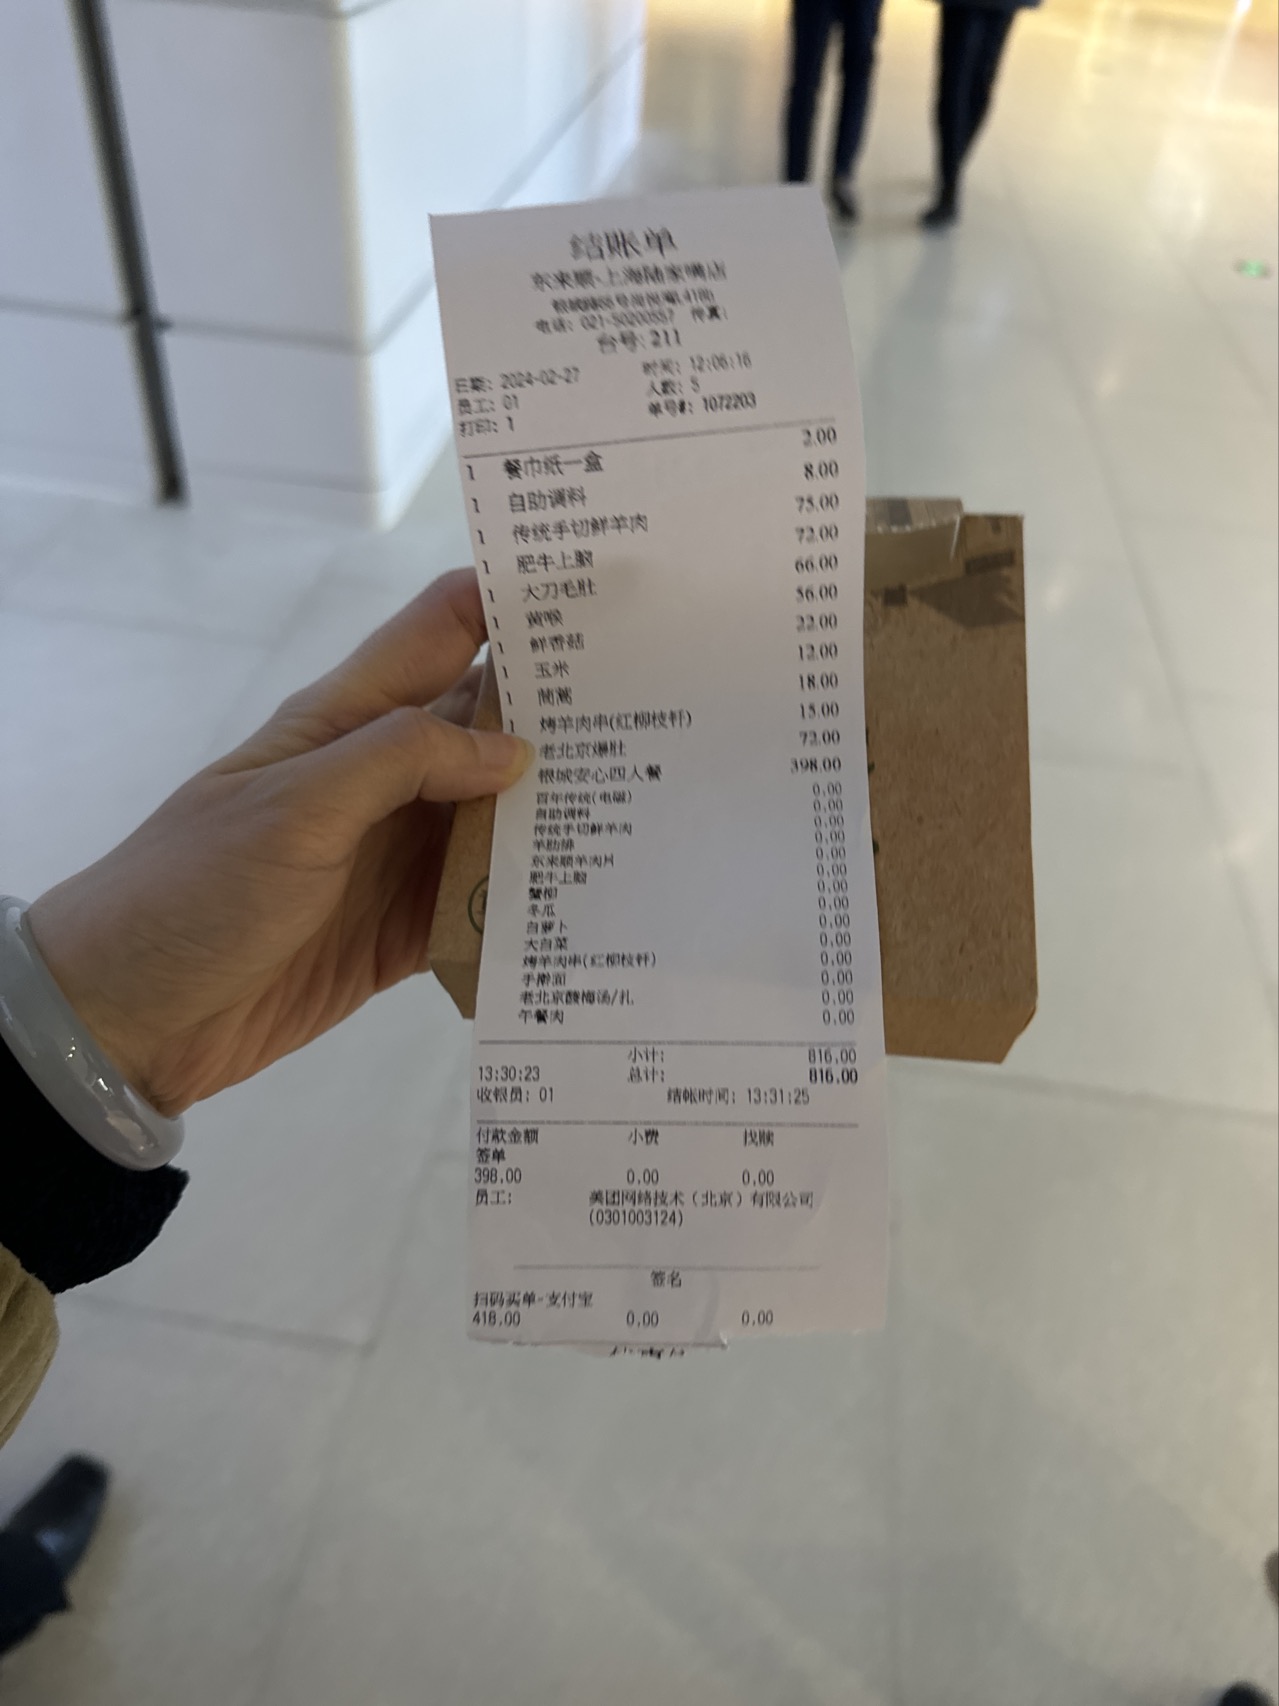 结账单
东来顺-上海陆家嘴店
电话: 021-50200557 传真:
台号: 211
日期: 2024-02-27 时间: 12:06:16
员工: 01 人数: 5
打印: 1 单号#: 1072203
1 餐巾纸一盒 2.00
1 自助调料 8.00
1 传统手切鲜羊肉 75.00
1 肥牛上脑 72.00
1 大刀毛肚 66.00
1 黄喉 56.00
1 鲜香菇 22.00
1 玉米 12.00
1 茼蒿 18.00
1 烤羊肉串(红柳枝钎) 15.00
老北京爆肚 72.00
银城安心四人餐 398.00
百年传统(电磁) 0.00
自助调料 0.00
传统手切鲜羊肉 0.00
羊肋排 0.00
东来顺羊肉片 0.00
肥牛上脑 0.00
蟹柳 0.00
冬瓜 0.00
白萝卜 0.00
大白菜 0.00
烤羊肉串(红柳枝钎) 0.00
手擀面 0.00
老北京酸梅汤/扎 0.00
午餐肉 0.00
小计: 816.00
13:30:23 总计: 816.00
收银员: 01 结帐时间: 13:31:25
付款金额 小费 找赎
签单
398.00 0.00 0.00
员工: 美团网络技术（北京）有限公司
(0301003124)
签名
扫码买单-支付宝
418.00 0.00 0.00